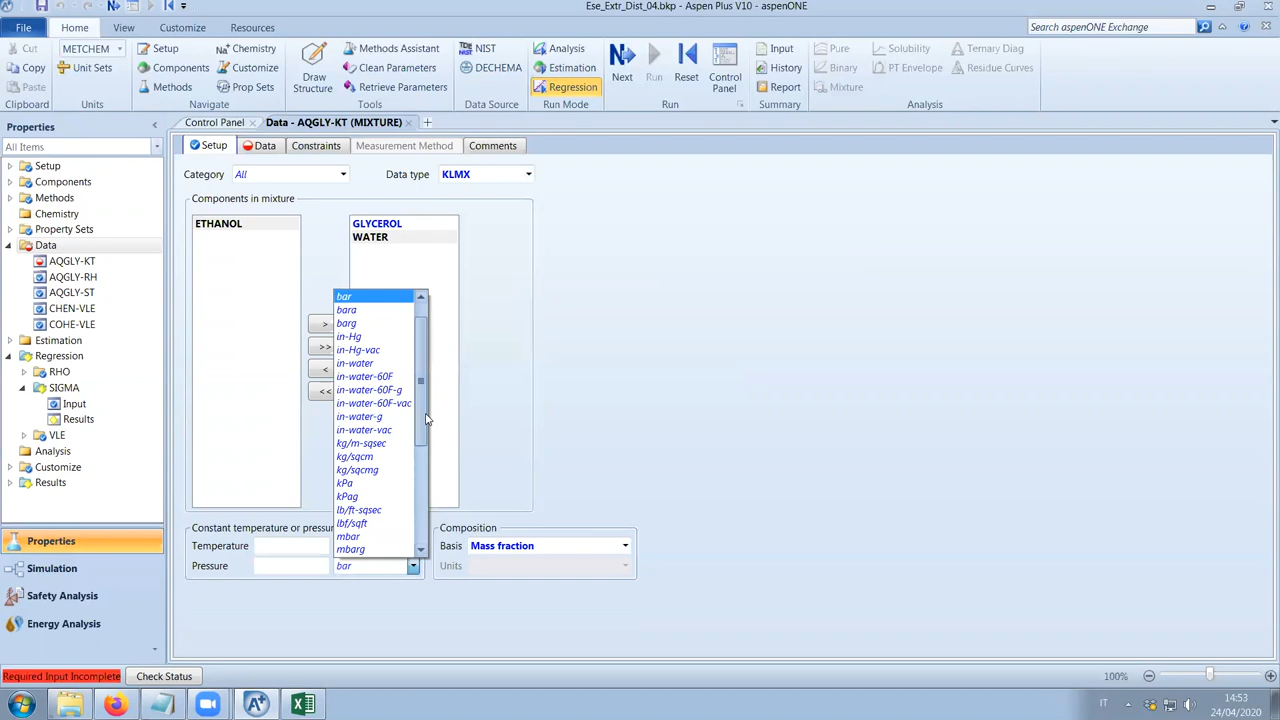 Ese_Extr_Dist_04.bkp - Aspen Plus V10 - aspenONE
File
Home
View
Customize
Resources
Search aspenONE Exchange
Cut
METCHEM
Setup
Chemistry
Methods Assistant
NIST
Analysis
Input
Pure
Solubility
Ternary Diag
Copy
Unit Sets
Components
Customize
Clean Parameters
DECHEMA
Estimation
History
Binary
PT Envelope
Residue Curves
Paste
Methods
Prop Sets
Draw
Structure
Retrieve Parameters
Regression
Next
Run
Reset
Control
Panel
Report
Mixture
Clipboard
Units
Navigate
Tools
Data Source
Run Mode
Run
Summary
Analysis
Properties
Control Panel
Data - AQGLY-KT (MIXTURE)
All Items
Setup
Data
Constraints
Measurement Method
Comments
Setup
Components
Methods
Chemistry
Property Sets
Data
AQGLY-KT
AQGLY-RH
AQGLY-ST
CHEN-VLE
COHE-VLE
Estimation
Regression
RHO
SIGMA
Input
Results
VLE
Analysis
Customize
Results
Category
All
Data type
KLMX
Components in mixture
ETHANOL
GLYCEROL
WATER
>
>>
<
<<
bar
bara
barg
in-Hg
in-Hg-vac
in-water
in-water-60F
in-water-60F-g
in-water-60F-vac
in-water-g
in-water-vac
kg/m-sqsec
kg/sqcm
kg/sqcmg
kPa
kPag
lb/ft-sqsec
lbf/sqft
mbar
mbarg
Constant temperature or pressu
Temperature
Pressure
bar
Composition
Basis
Mass fraction
Units
Properties
Simulation
Safety Analysis
Energy Analysis
Required Input Incomplete
Check Status
100%
IT
14:53
24/04/2020